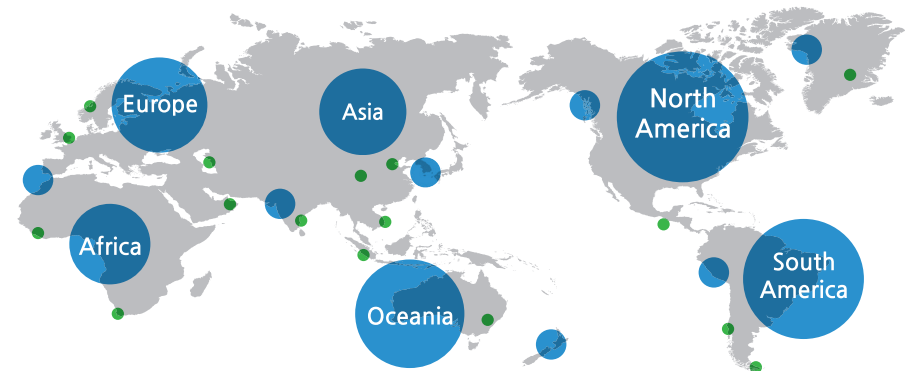 Europe
Asia
North
America
Africa
South
America
Oceania